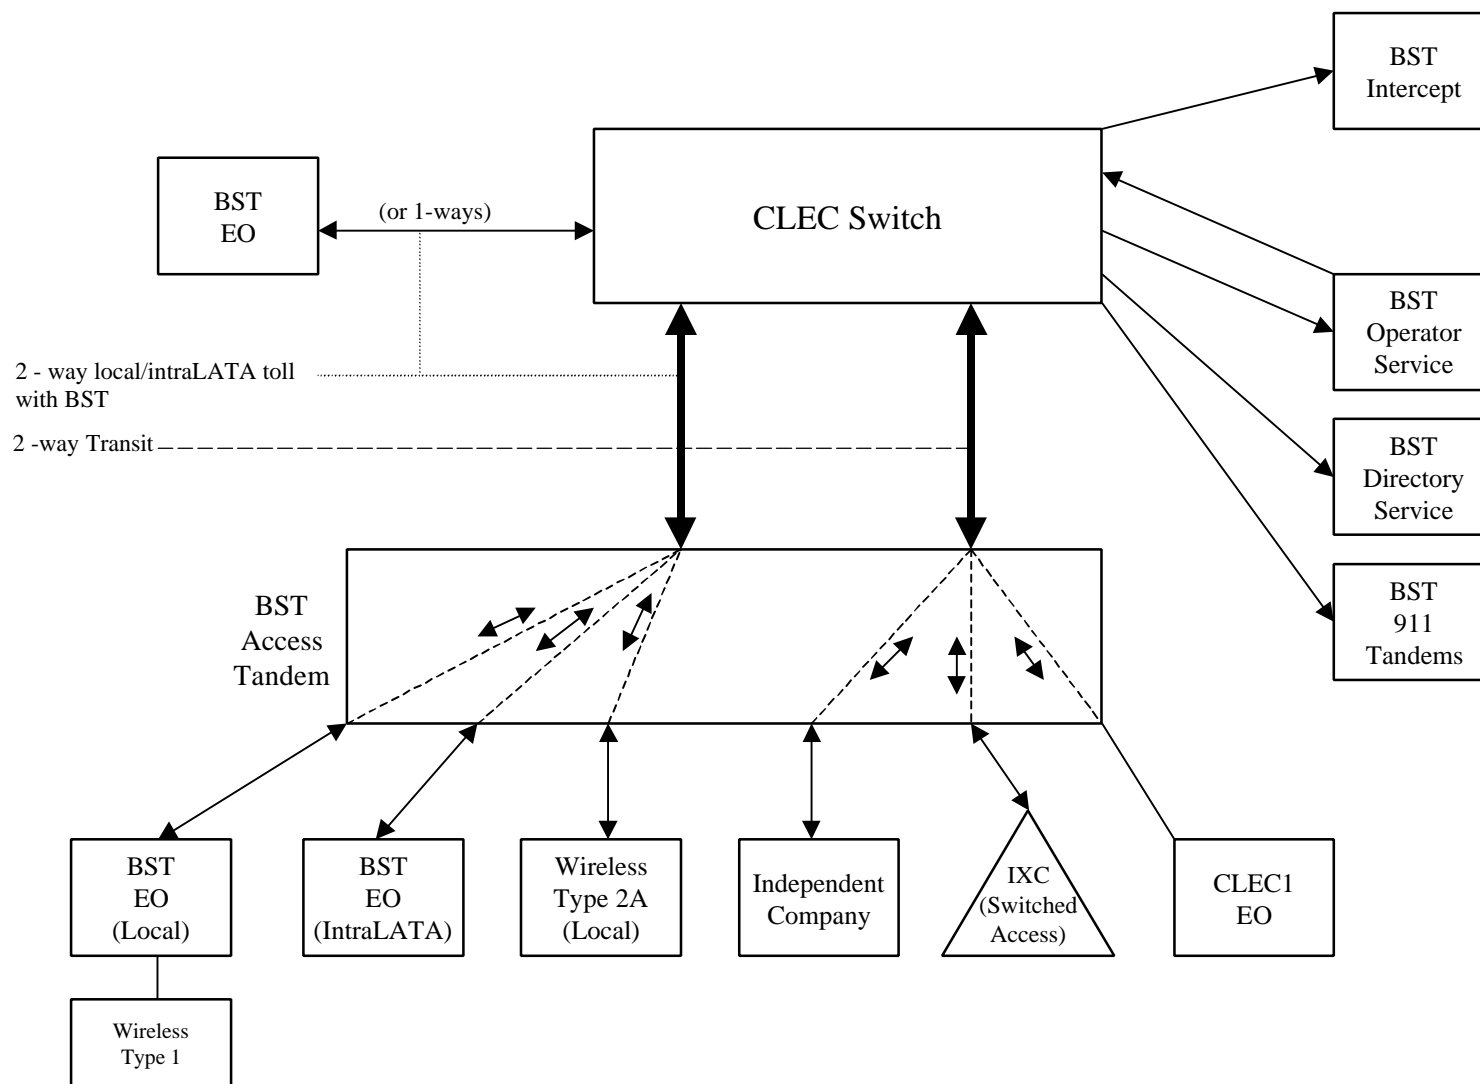 BST
Intercept
BST
EO
(or 1-ways)
CLEC Switch
BST
Operator
Service
2 - way local/intraLATA toll
with BST
2 -way Transit
BST
Directory
Service
BST
911
Tandems
BST
Access
Tandem
BST
EO
(Local)
BST
EO
(IntraLATA)
Wireless
Type 2A
(Local)
Independent
Company
IXC
(Switched
Access)
CLEC1
EO
Wireless
Type 1